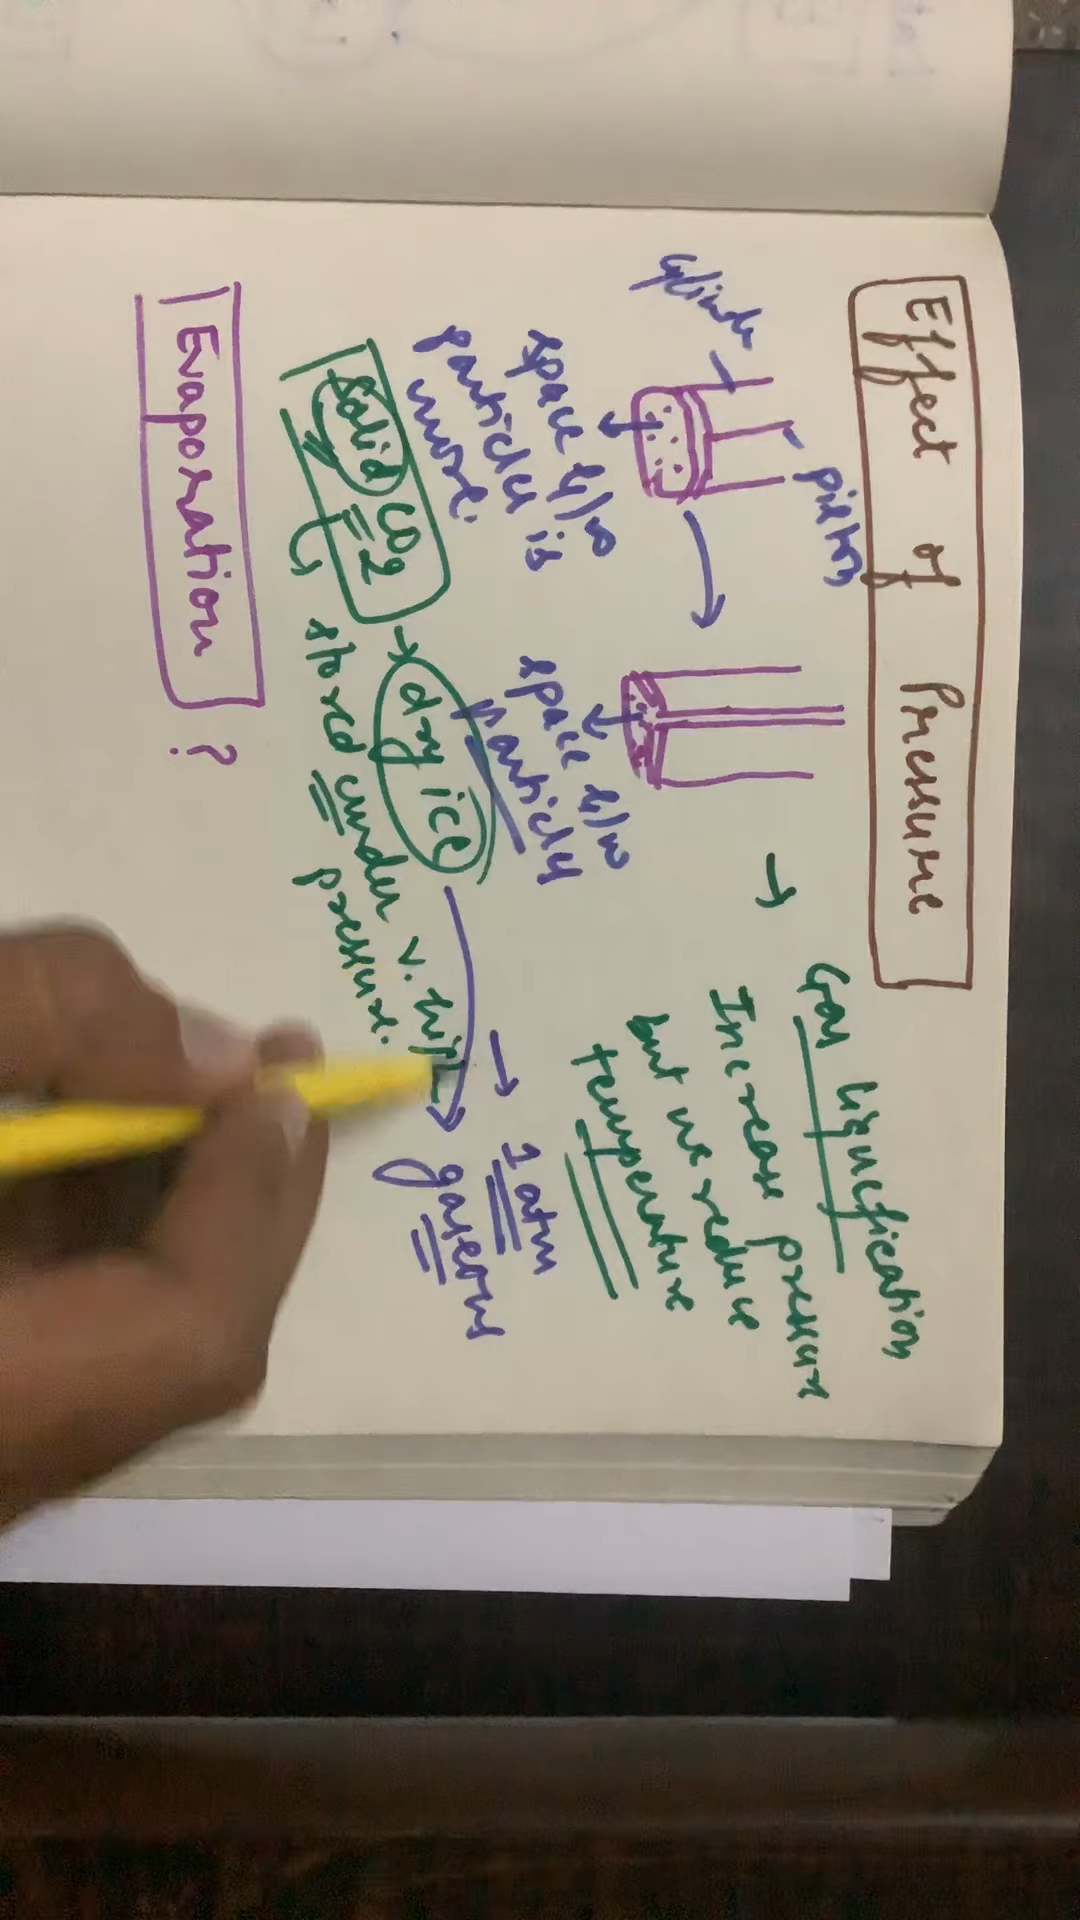 Effect of Pressure
piston
Cylinder
space b/w
particles is
more.
space b/w
particles
→ Gas liquefication
Increase pressure
but we reduce
temperature
Solid CO2 → dry ice
stored under v. high
pressure.
→ 1 atm
gaseous
Evaporation ?